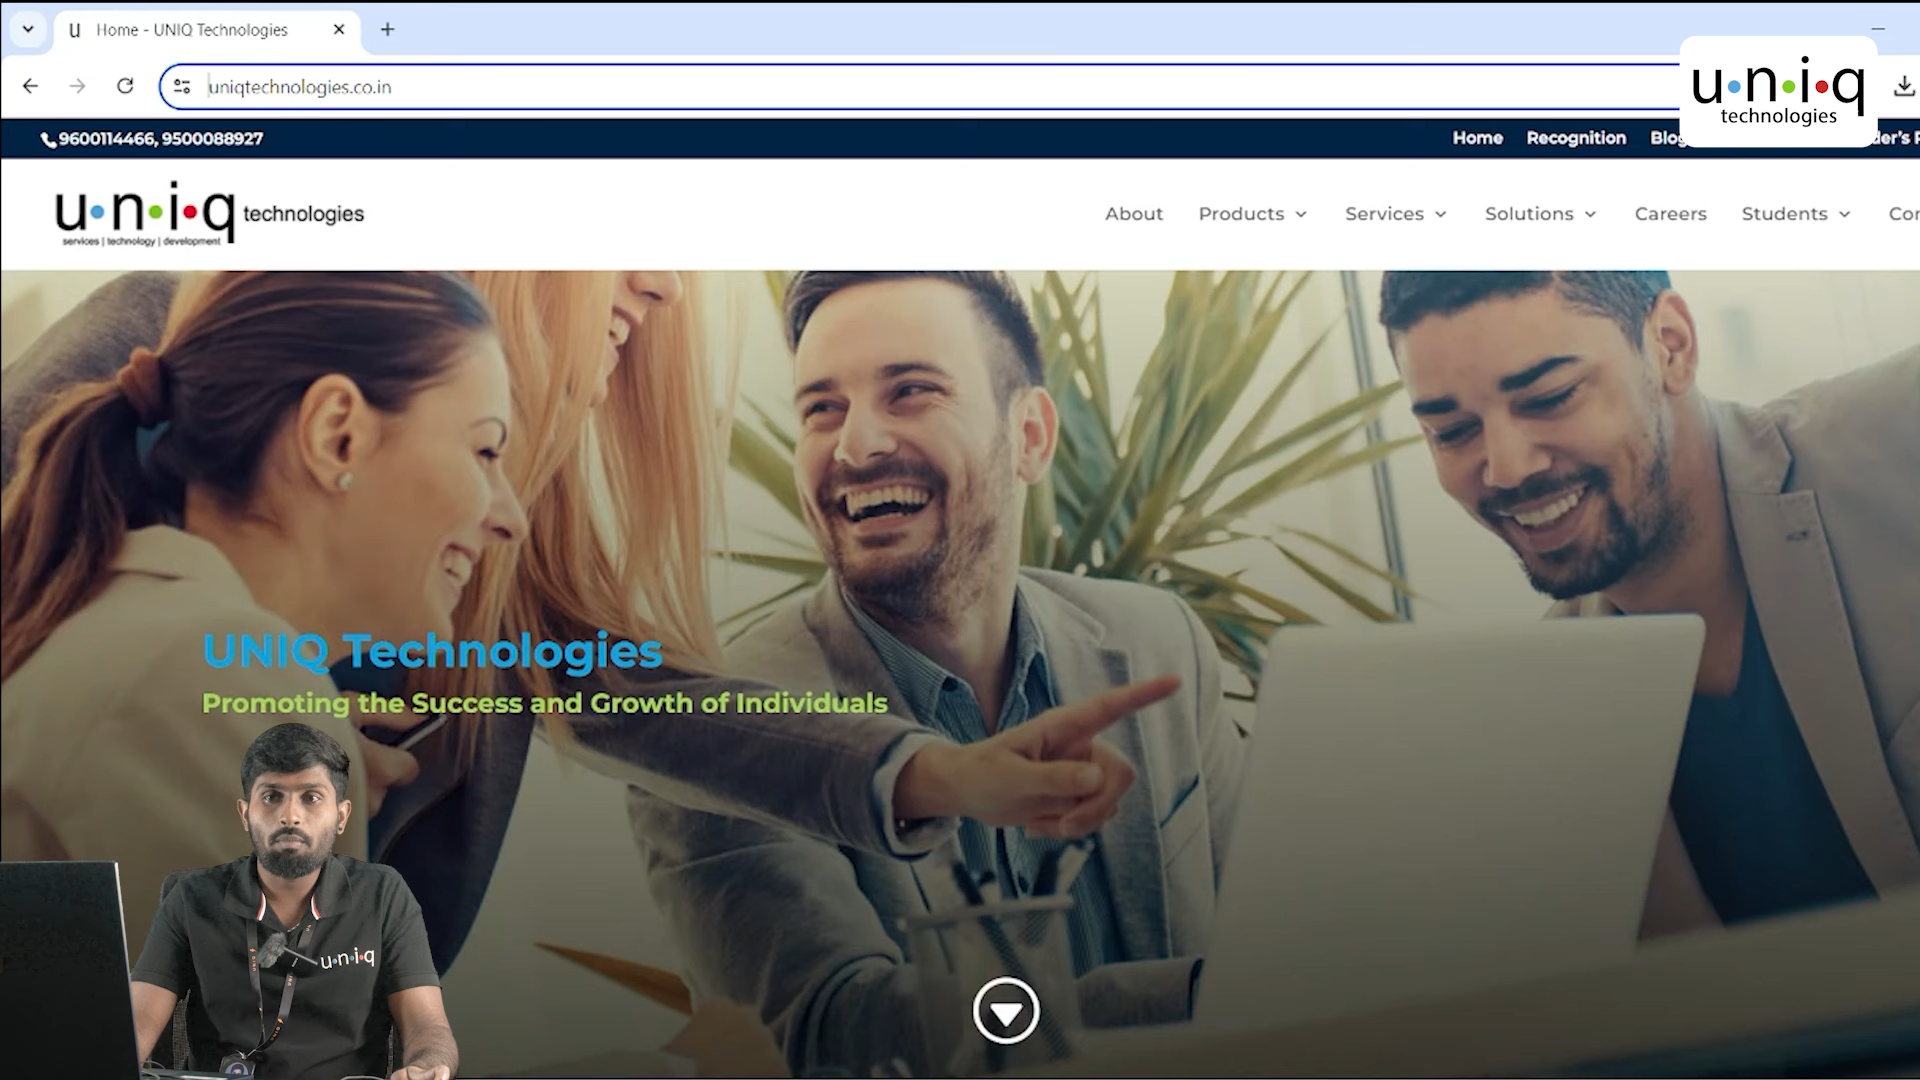 Home - UNIQ Technologies
uniqtechnologies.co.in
u·n·i·q
technologies
9600114466, 9500088927
Home Recognition
u·n·i·q technologies
services | technology | development
About Products Services Solutions Careers Students
UNIQ Technologies
Promoting the Success and Growth of Individuals
u·n·i·q